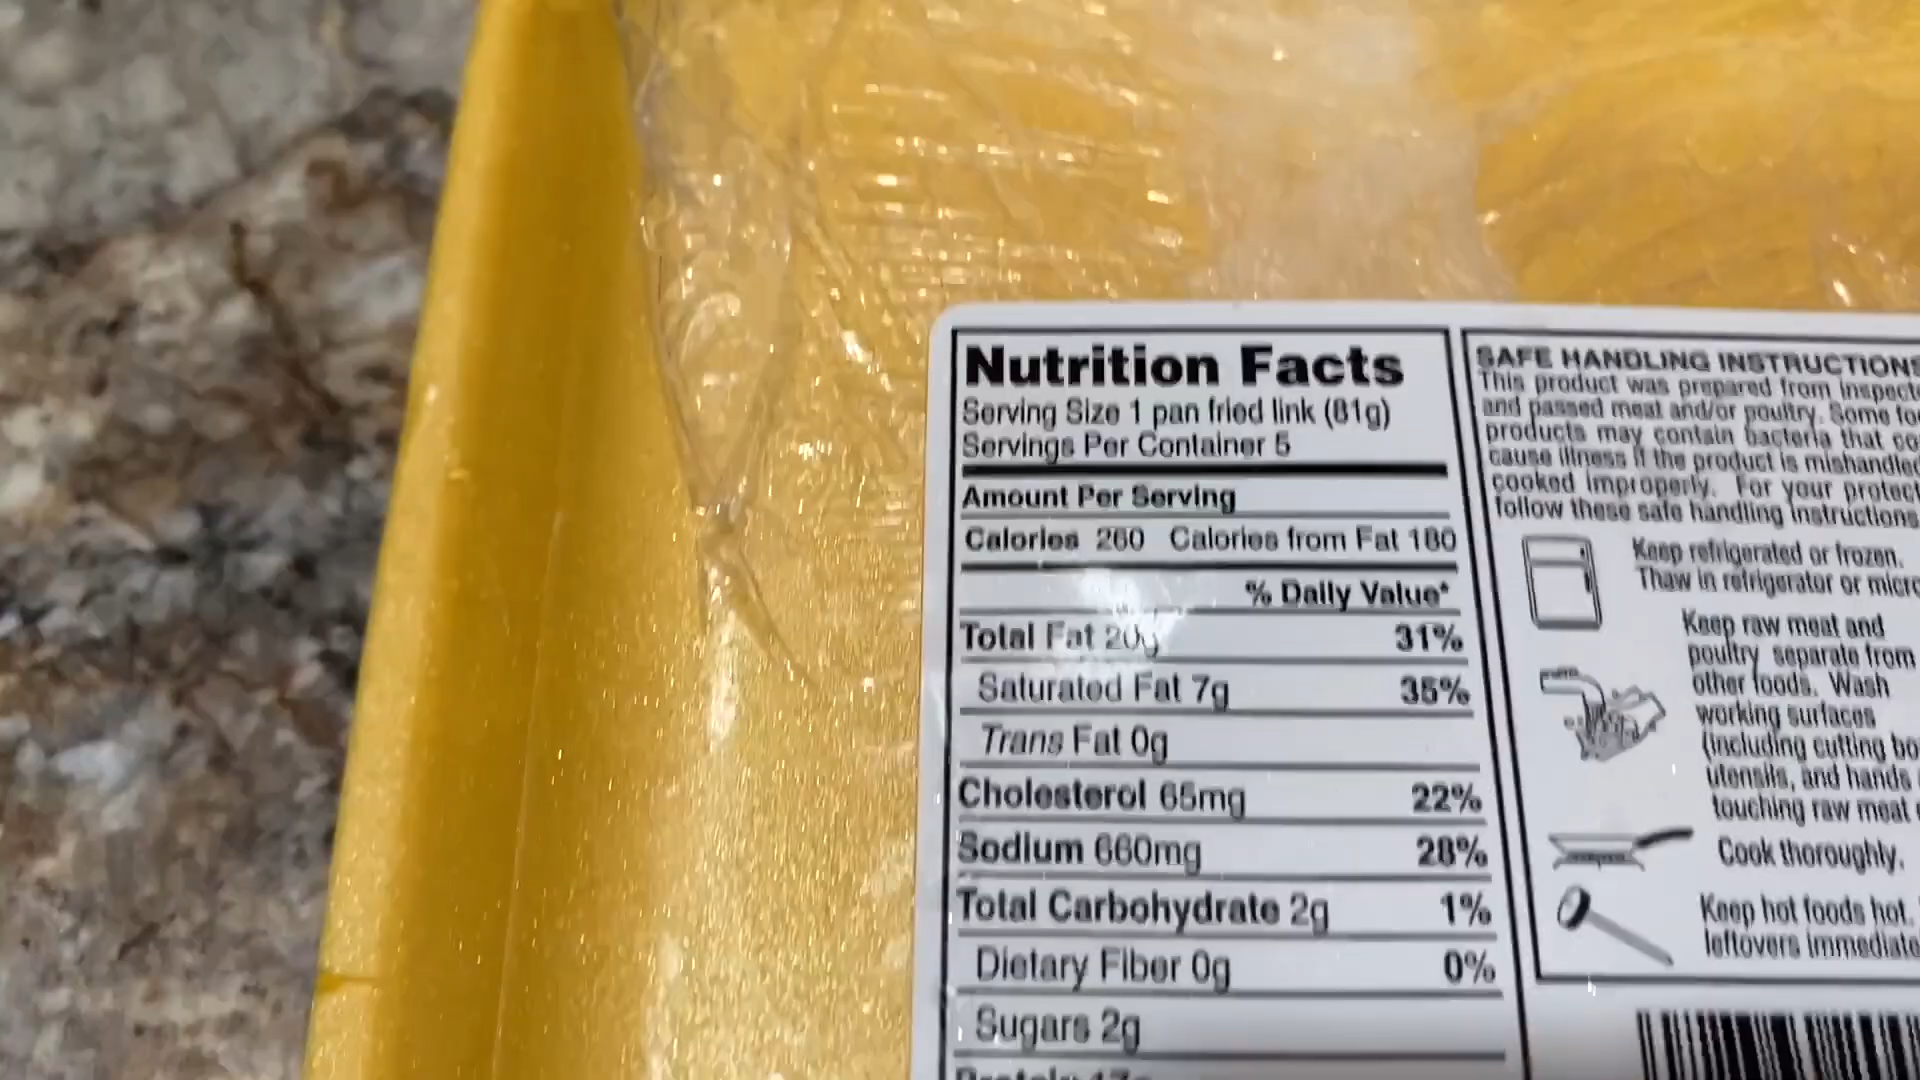 Nutrition Facts
Serving Size 1 pan fried link (81g)
Servings Per Container 5
Amount Per Serving
Calories 260 Calories from Fat 180
% Daily Value*
Total Fat 20g 31%
Saturated Fat 7g 35%
Trans Fat 0g
Cholesterol 65mg 22%
Sodium 660mg 28%
Total Carbohydrate 2g 1%
Dietary Fiber 0g 0%
Sugars 2g
Protein 17g
SAFE HANDLING INSTRUCTIONS
This product was prepared from inspecte
and passed meat and/or poultry. Some foo
products may contain bacteria that co
cause illness if the product is mishandled
cooked improperly. For your protect
follow these safe handling instructions
Keep refrigerated or frozen.
Thaw in refrigerator or micro
Keep raw meat and
poultry separate from
other foods. Wash
working surfaces
(including cutting bo
utensils, and hands
touching raw meat
Cook thoroughly.
Keep hot foods hot.
leftovers immediate